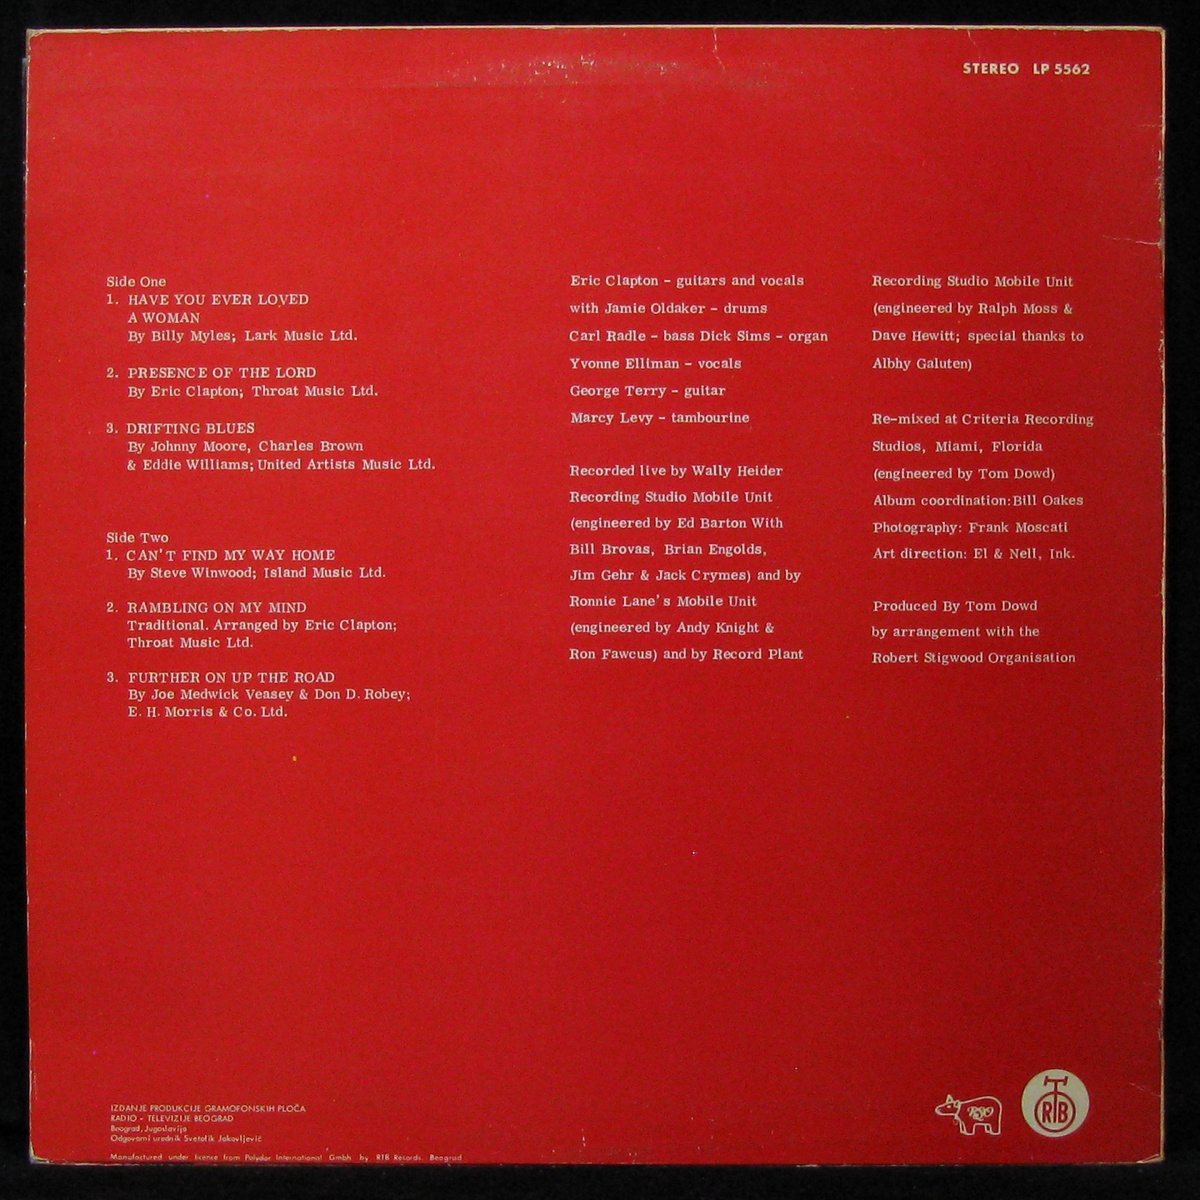 STEREO LP 5562
Side One
1. HAVE YOU EVER LOVED
A WOMAN
By Billy Myles; Lark Music Ltd.
2. PRESENCE OF THE LORD
By Eric Clapton; Throat Music Ltd.
3. DRIFTING BLUES
By Johnny Moore, Charles Brown
& Eddie Williams; United Artists Music Ltd.
Side Two
1. CAN'T FIND MY WAY HOME
By Steve Winwood; Island Music Ltd.
2. RAMBLING ON MY MIND
Traditional. Arranged by Eric Clapton;
Throat Music Ltd.
3. FURTHER ON UP THE ROAD
By Joe Medwick Veasey & Don D. Robey;
E. H. Morris & Co. Ltd.
Eric Clapton - guitars and vocals
with Jamie Oldaker - drums
Carl Radle - bass Dick Sims - organ
Yvonne Elliman - vocals
George Terry - guitar
Marcy Levy - tambourine
Recorded live by Wally Heider
Recording Studio Mobile Unit
(engineered by Ed Barton With
Bill Brovas, Brian Engolds,
Jim Gehr & Jack Crymes) and by
Ronnie Lane's Mobile Unit
(engineered by Andy Knight &
Ron Fawcus) and by Record Plant
Recording Studio Mobile Unit
(engineered by Ralph Moss &
Dave Hewitt; special thanks to
Albhy Galuten)
Re-mixed at Criteria Recording
Studios, Miami, Florida
(engineered by Tom Dowd)
Album coordination: Bill Oakes
Photography: Frank Moscati
Art direction: El & Nell, Ink.
Produced By Tom Dowd
by arrangement with the
Robert Stigwood Organisation
IZDANJE PRODUKCIJE GRAMOFONSKIH PLOČA
RADIO - TELEVIZIJE BEOGRAD
Beograd, Jugoslavija
Odgovorni urednik Svetolik Jakovljević
Manufactured under licence from Polydor International Gmbh by RTB Records Beograd
RSO
RTB